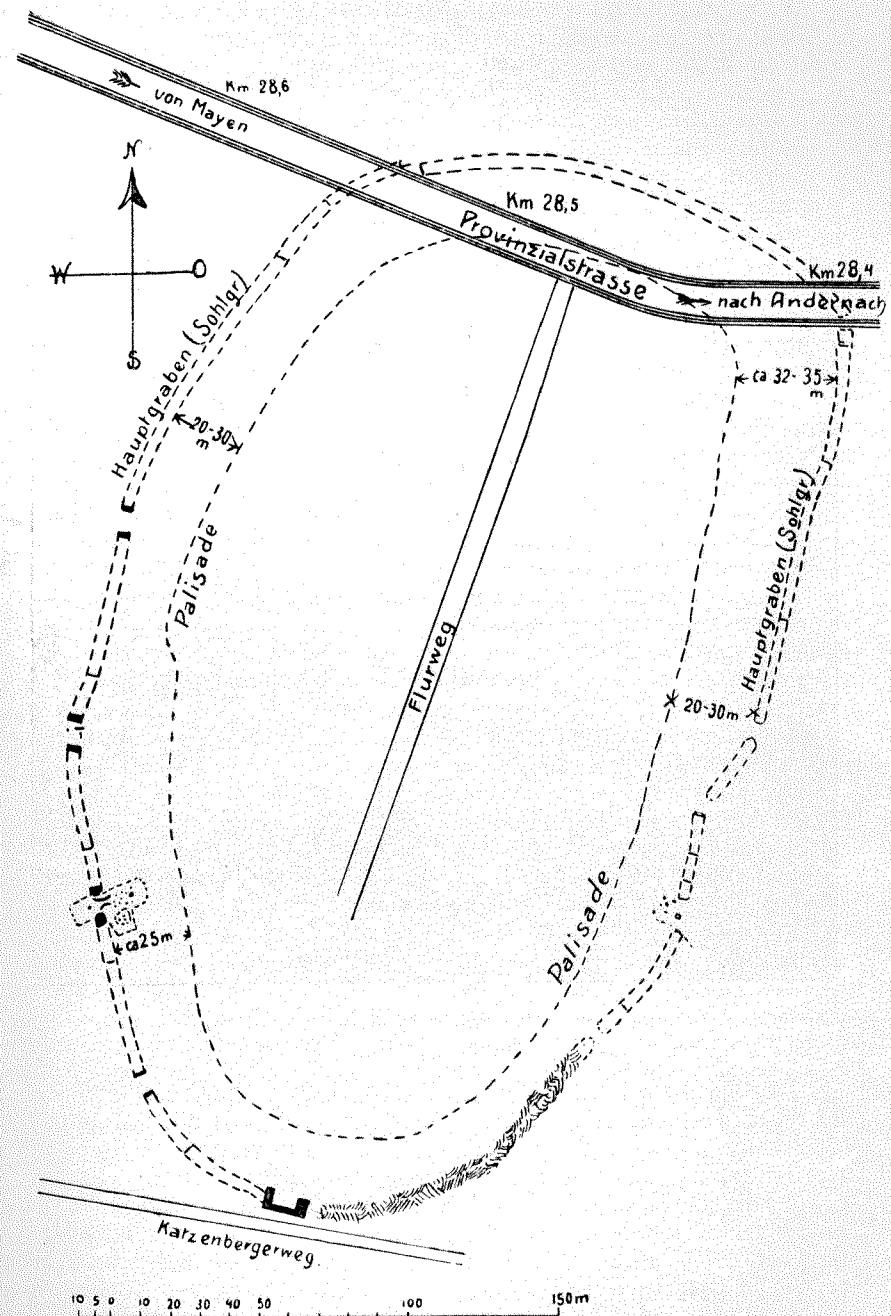 Km 28,6
von Mayen
N
Km 28,5
Provinzialstrasse
Km 28,4
nach Andernach
W
O
S
Hauptgraben (Sohlgr)
20-30
m
ca 32-35
m
Palisade
Hauptgraben (Sohlgr)
Flurweg
20-30m
Palisade
ca25m
Katzenbergerweg.
10 5 0 10 20 30 40 50 100 150m